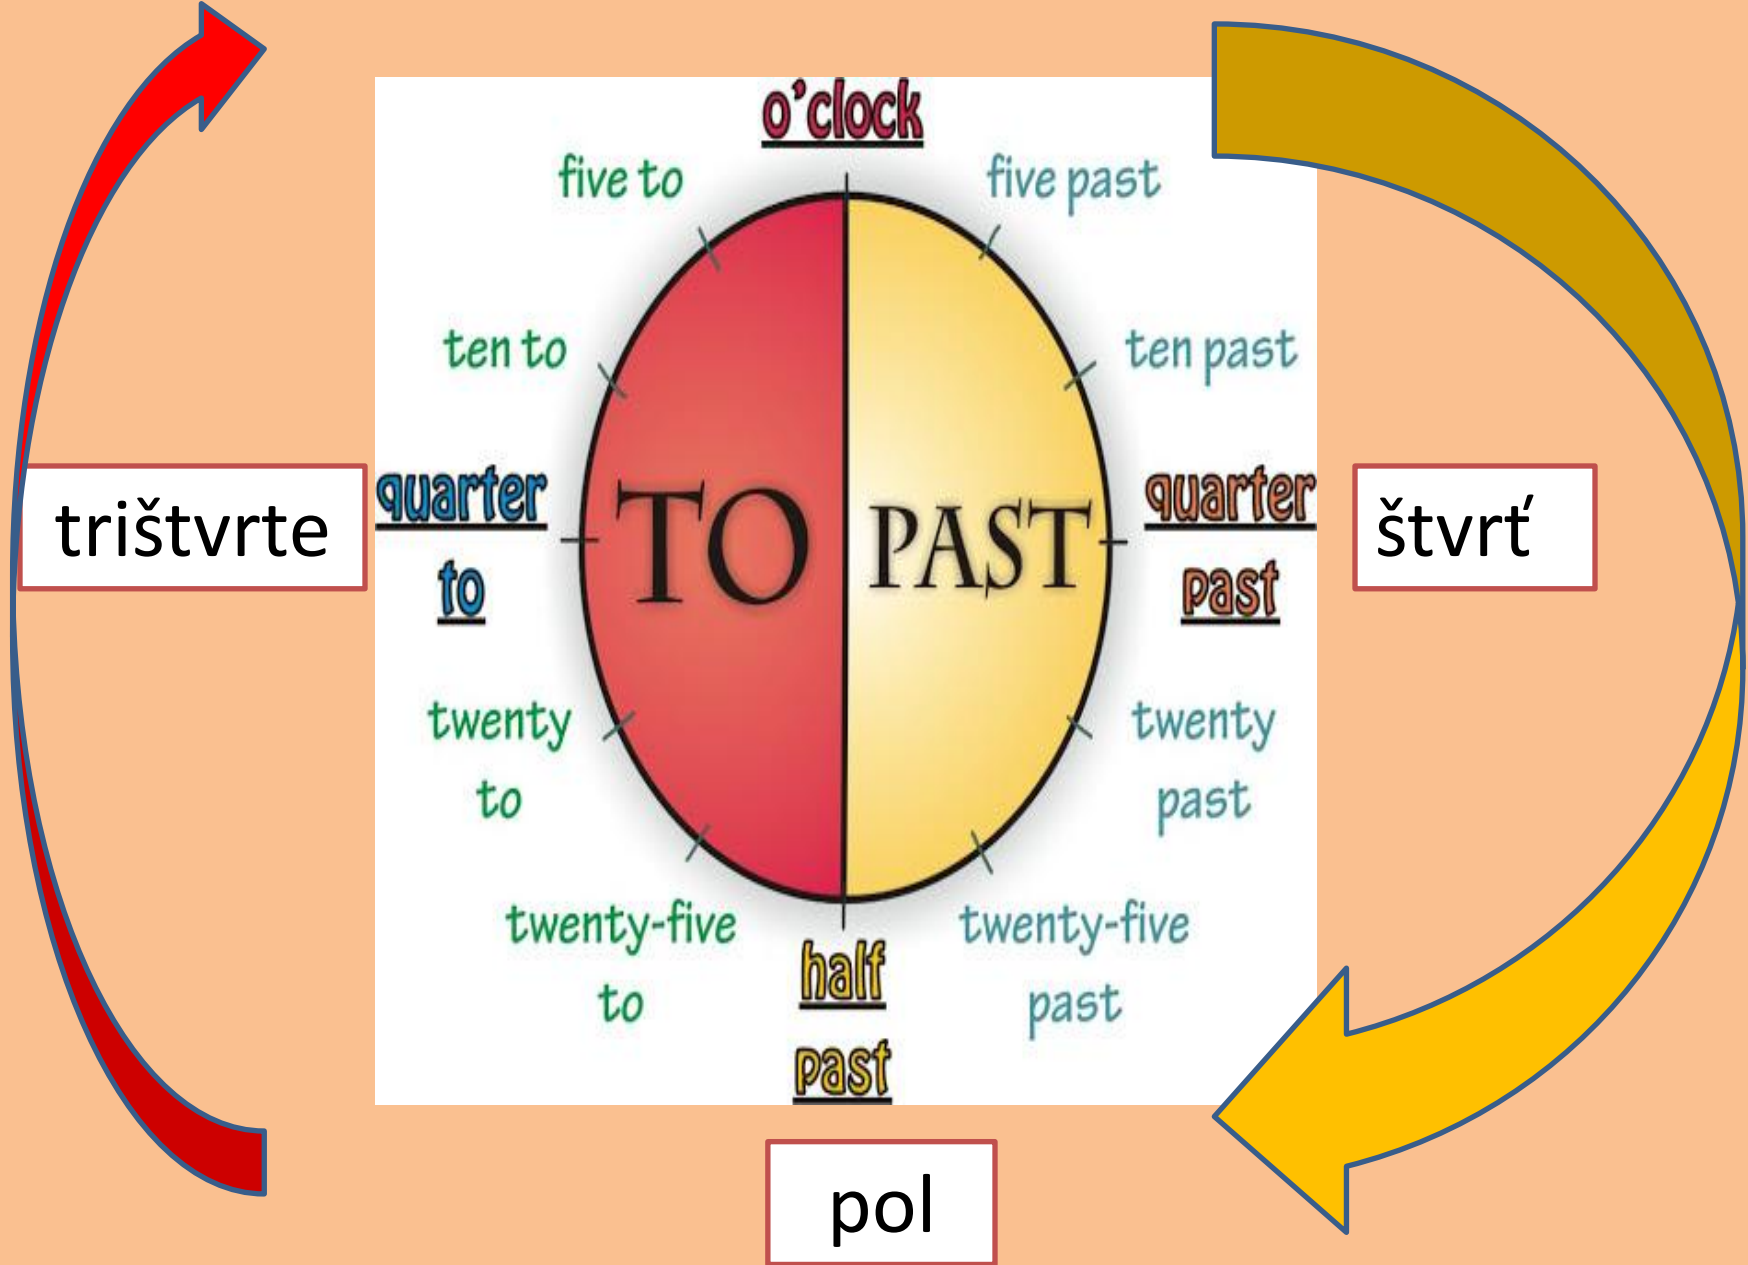 o'clock
five to
five past
ten to
ten past
trištvrte
quarter
to
TO
PAST
quarter
past
štvrť
twenty
to
twenty
past
twenty-five
to
half
past
twenty-five
past
pol